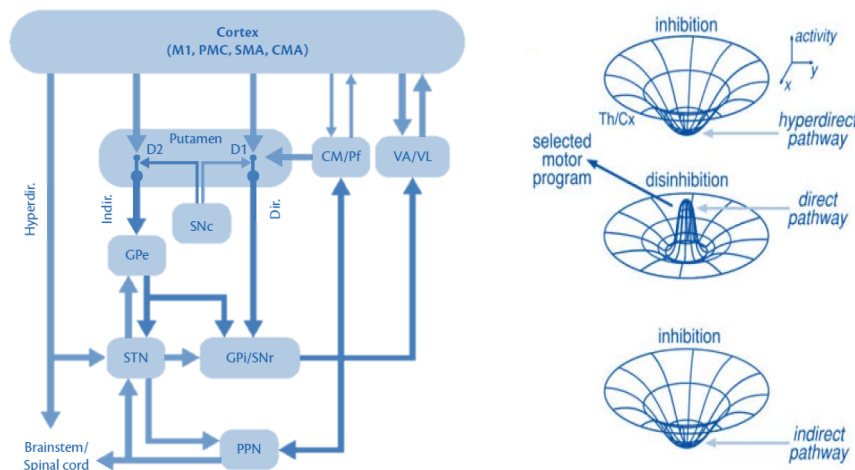 Cortex
(M1, PMC, SMA, CMA)
Putamen
D2
D1
CM/Pf
VA/VL
Hyperdir.
Indir.
Dir.
SNc
GPe
STN
GPi/SNr
PPN
Brainstem/
Spinal cord
inhibition
activity
y
x
Th/Cx
hyperdirect
pathway
selected
motor
program
disinhibition
direct
pathway
inhibition
indirect
pathway